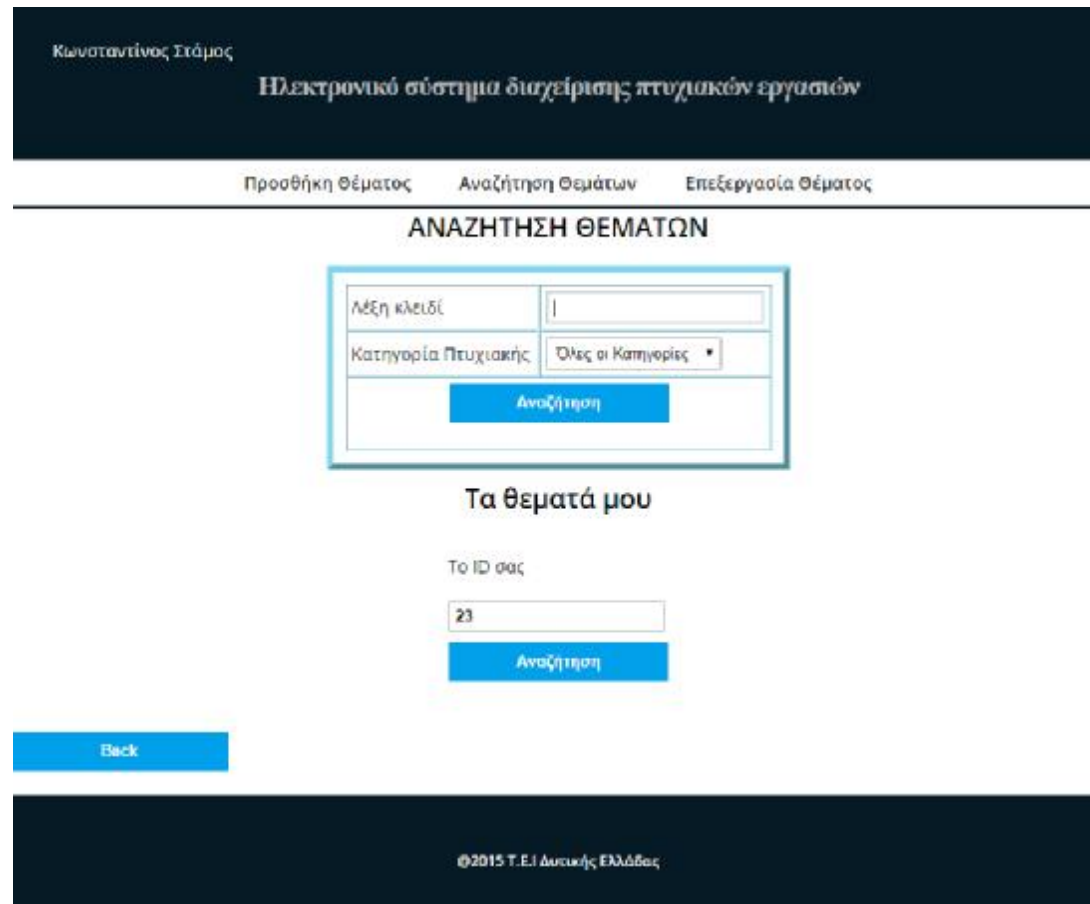 Κωνσταντίνος Στάμος
Ηλεκτρονικό σύστημα διαχείρισης πτυχιακών εργασιών
Προσθήκη Θέματος Αναζήτηση Θεμάτων Επεξεργασία Θέματος
ΑΝΑΖΗΤΗΣΗ ΘΕΜΑΤΩΝ
Λέξη κλειδί
Κατηγορία Πτυχιακής Όλες οι Κατηγορίες
Αναζήτηση
Τα θεματά μου
Το ID σας
23
Αναζήτηση
Back
@2015 Τ.Ε.Ι Δυτικής Ελλάδας